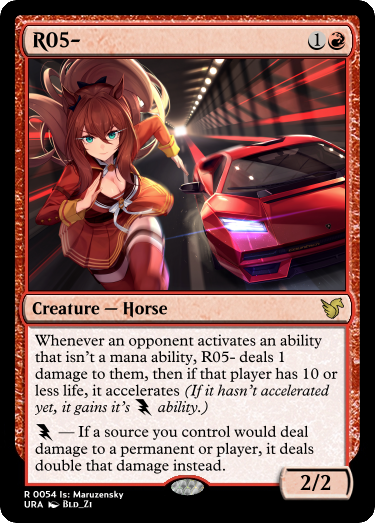 R05-
1
Creature — Horse
Whenever an opponent activates an ability
that isn't a mana ability, R05- deals 1
damage to them, then if that player has 10 or
less life, it accelerates (If it hasn't accelerated
yet, it gains it's ability.)
— If a source you control would deal
damage to a permanent or player, it deals
double that damage instead.
2/2
R 0054 Is: Maruzensky
URA Bld_Zi